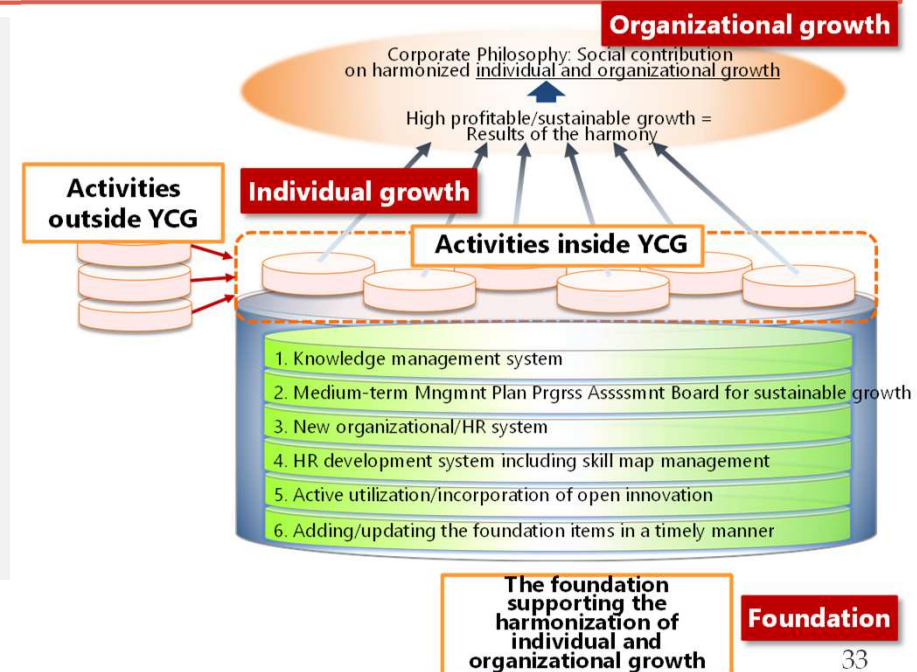 Organizational growth
Corporate Philosophy: Social contribution
on harmonized individual and organizational growth
High profitable/sustainable growth =
Results of the harmony
Activities
outside YCG
Individual growth
Activities inside YCG
1. Knowledge management system
2. Medium-term Mngmnt Plan Prgrss Asssssmnt Board for sustainable growth
3. New organizational/HR system
4. HR development system including skill map management
5. Active utilization/incorporation of open innovation
6. Adding/updating the foundation items in a timely manner
The foundation
supporting the
harmonization of
individual and
organizational growth
Foundation
33